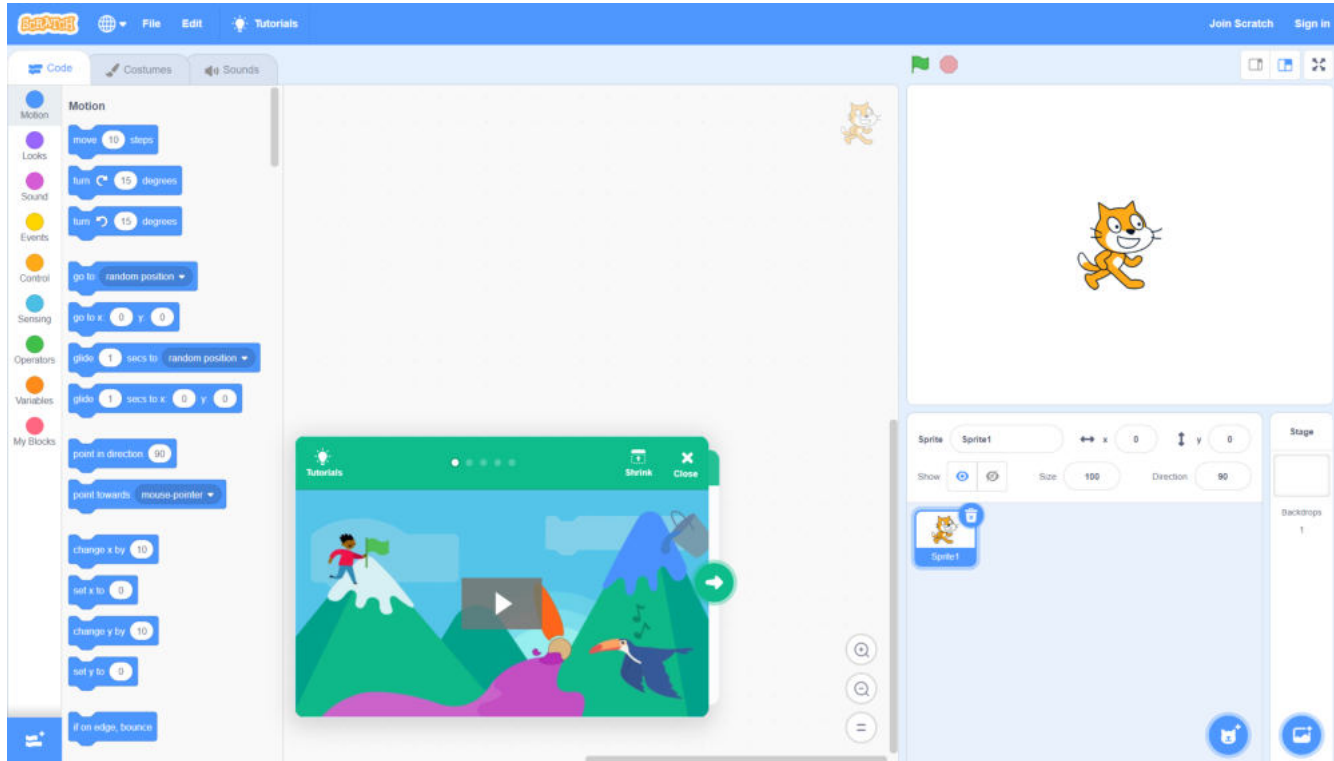 SCRATCH File Edit Tutorials Join Scratch Sign in
Code Costumes Sounds
Motion
Looks
Sound
Events
Control
Sensing
Operators
Variables
My Blocks
Motion
move 10 steps
turn 15 degrees
turn 15 degrees
go to random position
go to x: 0 y: 0
glide 1 secs to random position
glide 1 secs to x: 0 y: 0
point in direction 90
point towards mouse-pointer
change x by 10
set x to 0
change y by 10
set y to 0
if on edge, bounce
Tutorials Shrink Close
Sprite Sprite1 x 0 y 0
Show Size 100 Direction 90
Sprite1
Stage
Backdrops
1